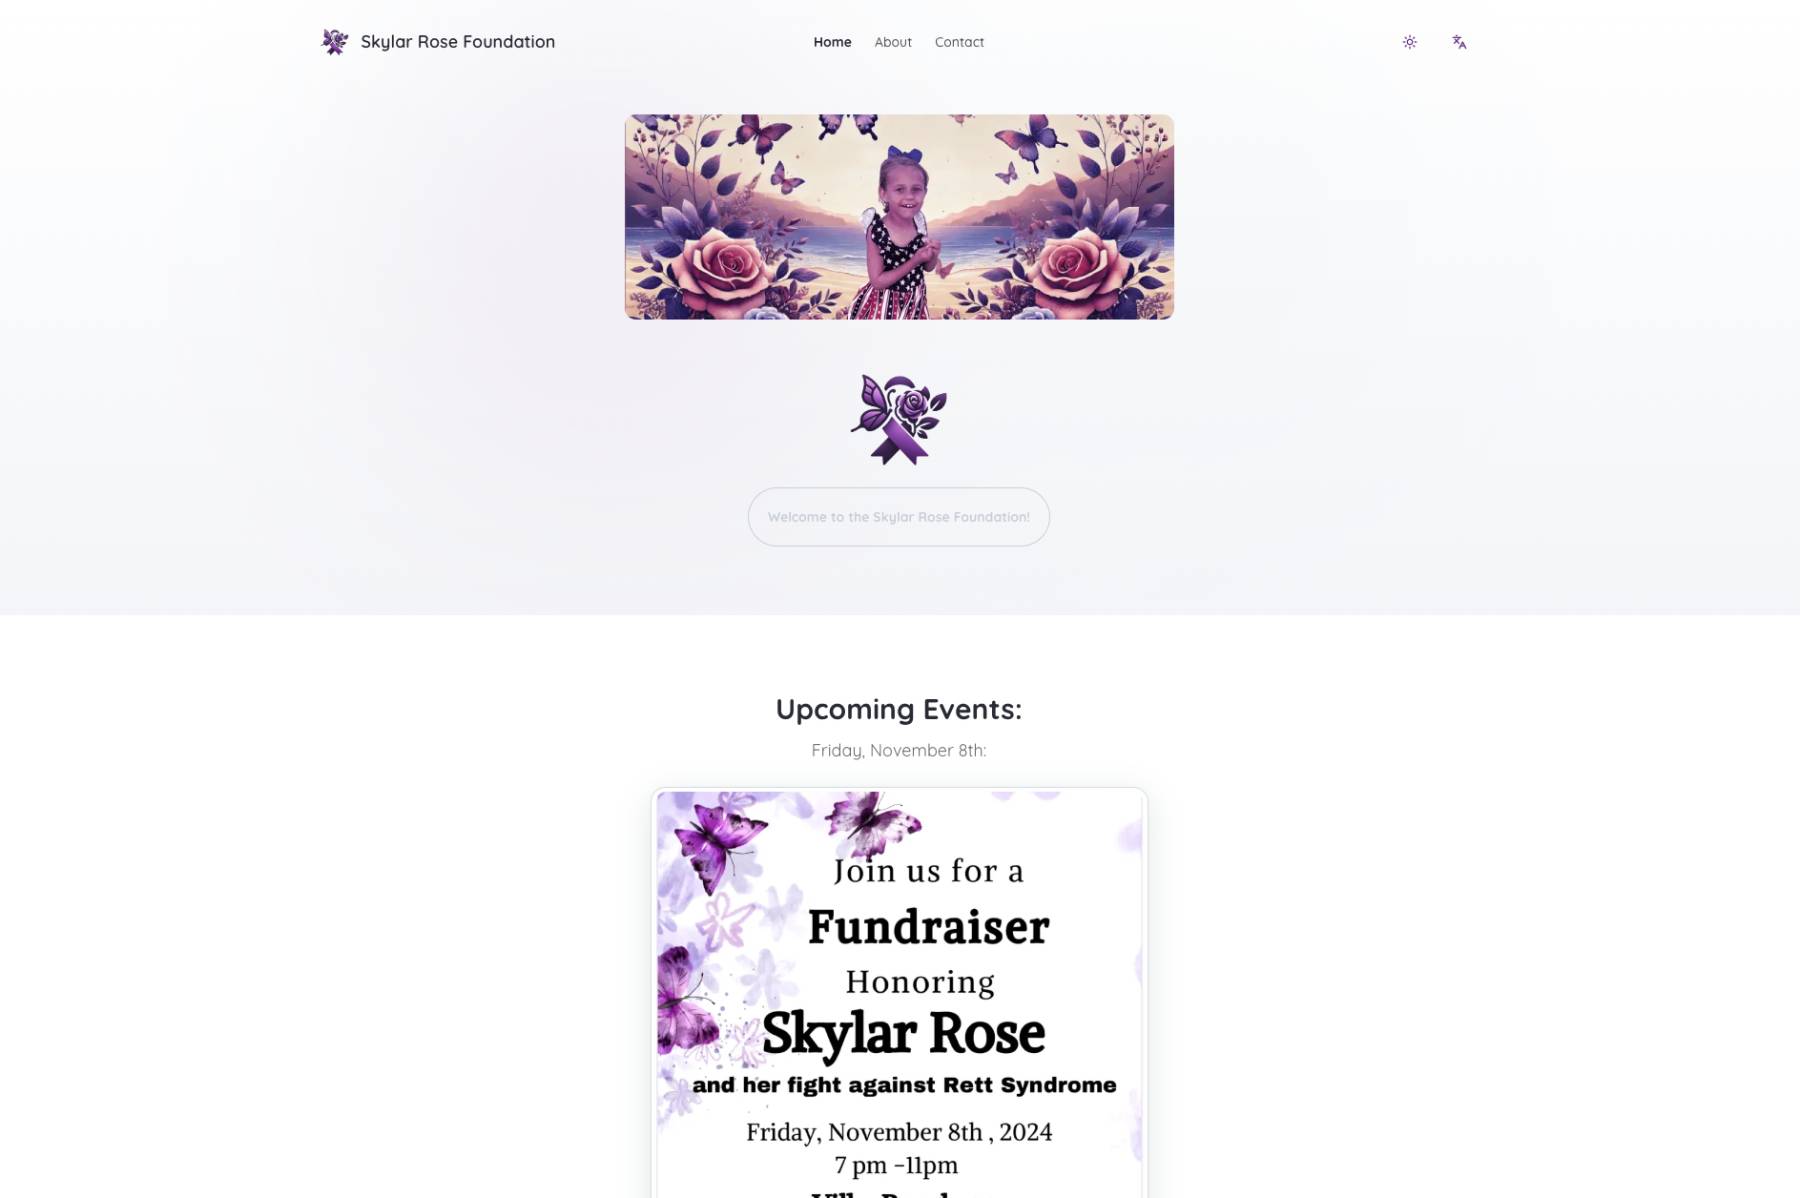 Skylar Rose Foundation
Home About Contact
Welcome to the Skylar Rose Foundation!
Upcoming Events:
Friday, November 8th:
Join us for a
Fundraiser
Honoring
Skylar Rose
and her fight against Rett Syndrome
Friday, November 8th , 2024
7 pm -11pm